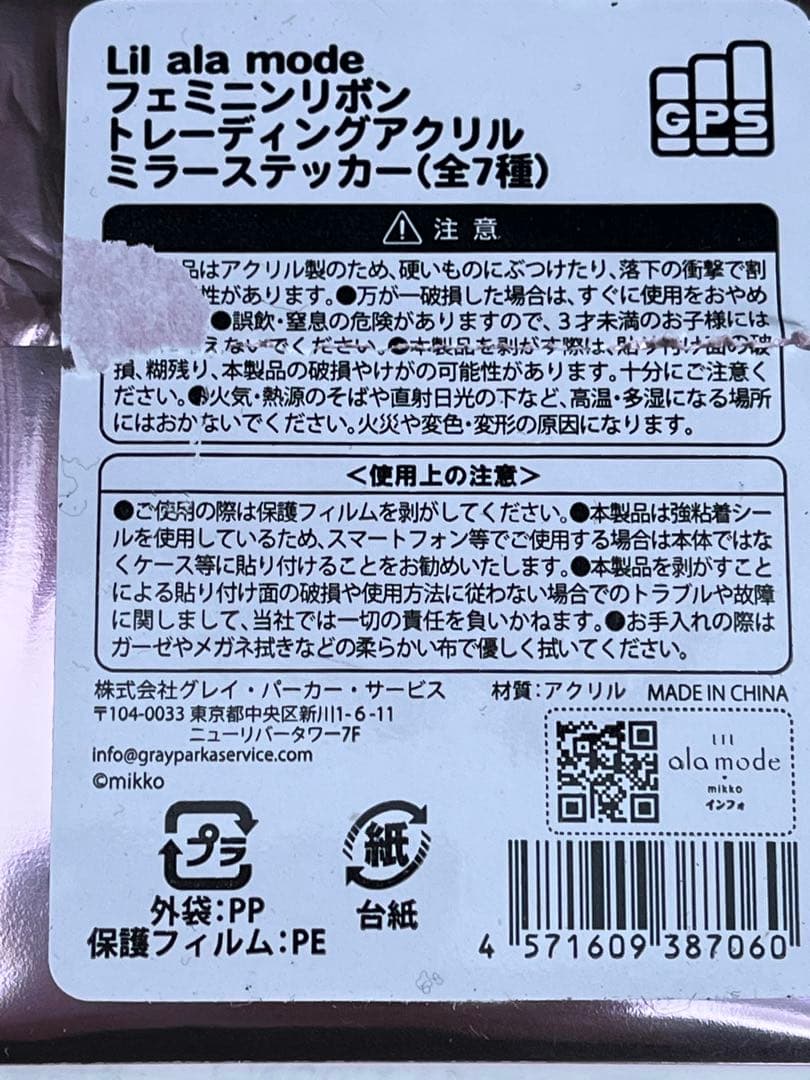 Lil ala mode
フェミニンリボン
トレーディングアクリル
ミラーステッカー(全7種)
GPS
注意
品はアクリル製のため、硬いものにぶつけたり、落下の衝撃で割
性があります。●万が一破損した場合は、すぐに使用をおやめ
●誤飲・窒息の危険がありますので、3才未満のお子様には
えないでください。●本製品を剥がす際は、貼り付け面の破
損、糊残り、本製品の破損やけがの可能性があります。十分にご注意く
ださい。●火気・熱源のそばや直射日光の下など、高温・多湿になる場所
にはおかないでください。火災や変色・変形の原因になります。
<使用上の注意>
●ご使用の際は保護フィルムを剥がしてください。●本製品は強粘着シー
ルを使用しているため、スマートフォン等でご使用する場合は本体ではな
くケース等に貼り付けることをお勧めいたします。●本製品を剥がすこと
による貼り付け面の破損や使用方法に従わない場合でのトラブルや故障
に関しまして、当社では一切の責任を負いかねます。●お手入れの際は
ガーゼやメガネ拭きなどの柔らかい布で優しく拭いてください。
株式会社グレイ・パーカー・サービス 材質:アクリル MADE IN CHINA
〒104-0033 東京都中央区新川1-6-11
ニューリバータワー7F
info@grayparkaservice.com
©mikko
lil
ala mode
mikko
インフォ
プラ
外袋:PP
保護フィルム:PE
紙
台紙
4 571609 387060